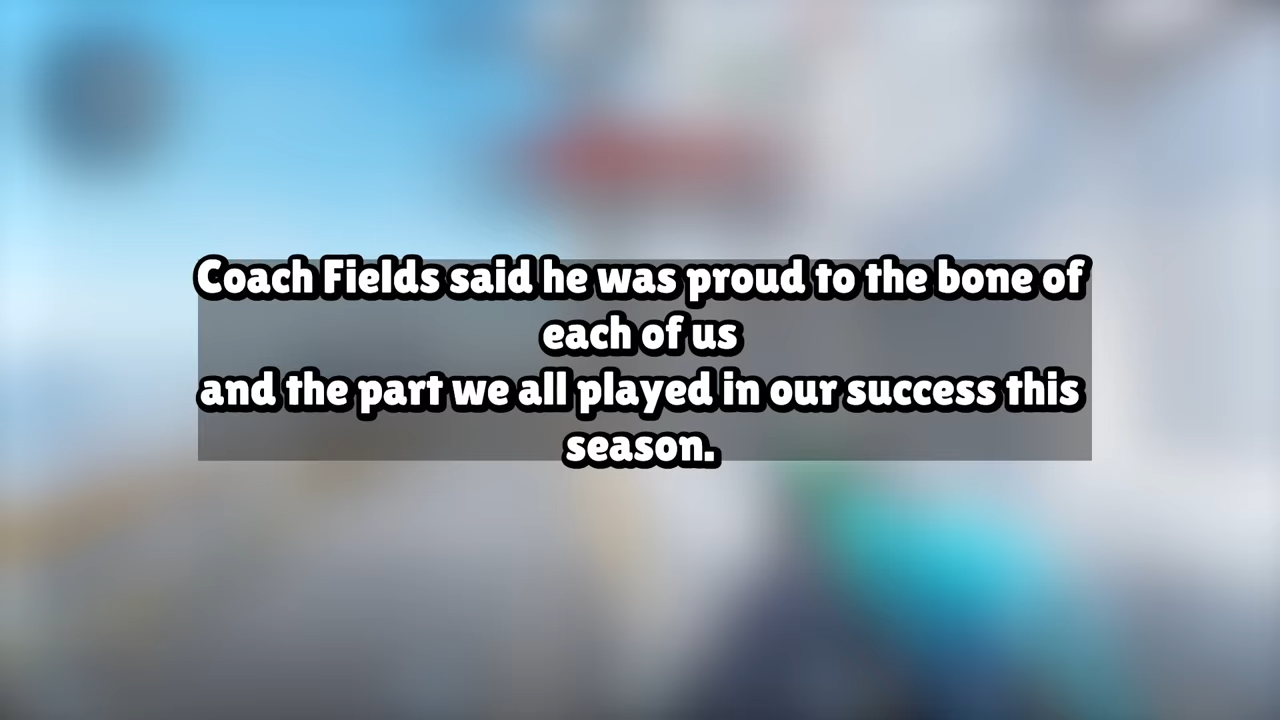 Coach Fields said he was proud to the bone of
each of us
and the part we all played in our success this
season.